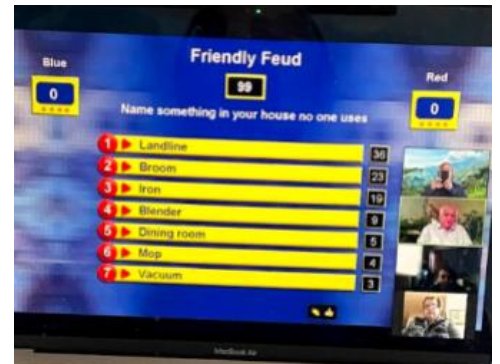 Friendly Feud
Blue
0
99
Red
0
Name something in your house no one uses
1 Landline 36
2 Broom 23
3 Iron 19
4 Blender 9
5 Dining room 5
6 Mop 4
7 Vacuum 3
MacBook Air